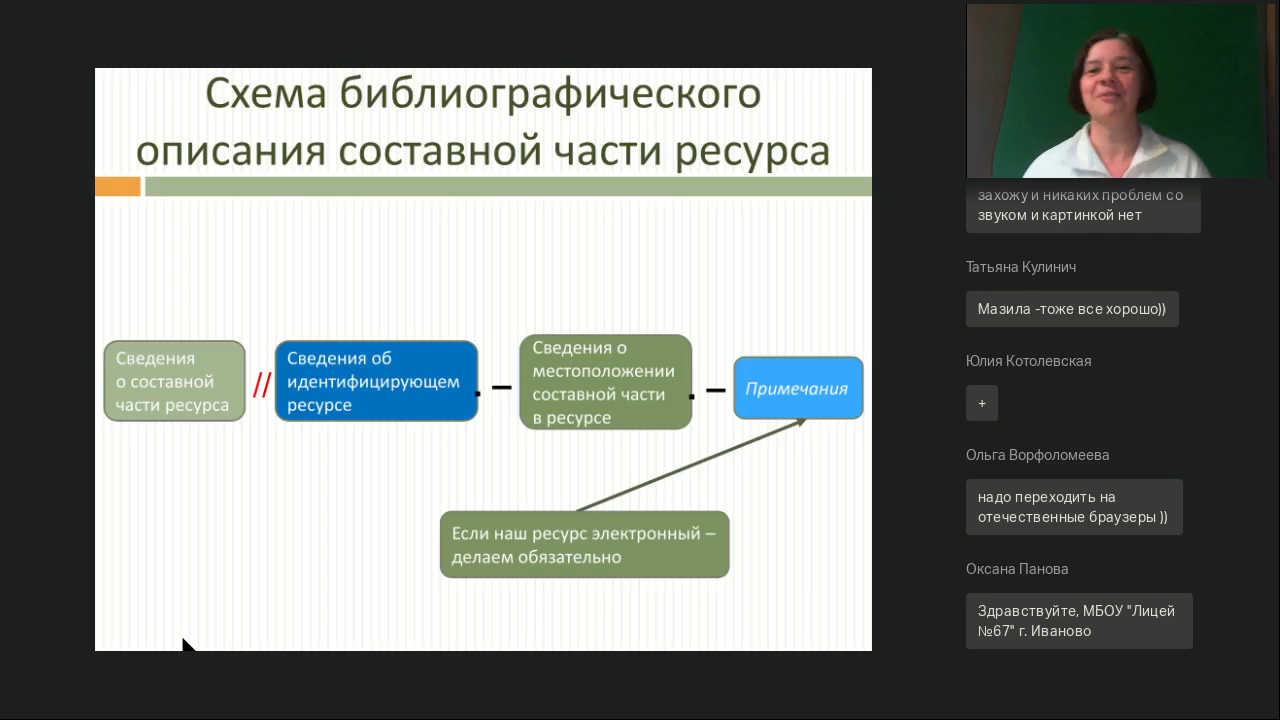 Схема библиографического
описания составной части ресурса
Сведения
о составной
части ресурса
//
Сведения об
идентифицирующем
ресурсе
. –
Сведения о
местоположении
составной части
в ресурсе
. –
Примечания
Если наш ресурс электронный –
делаем обязательно
захожу и никаких проблем со
звуком и картинкой нет
Татьяна Кулинич
Мазила -тоже все хорошо))
Юлия Котолевская
+
Ольга Ворфоломеева
надо переходить на
отечественные браузеры ))
Оксана Панова
Здравствуйте, МБОУ "Лицей
№67" г. Иваново